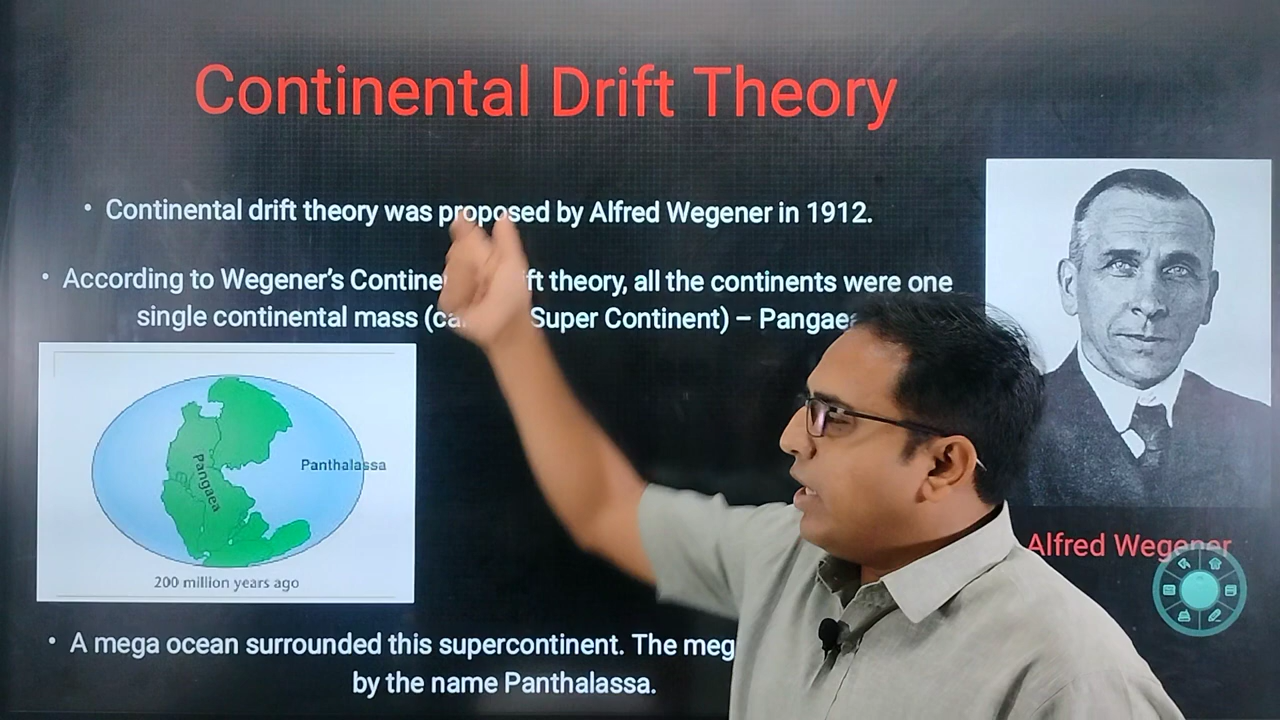 Continental Drift Theory
• Continental drift theory was proposed by Alfred Wegener in 1912.
• According to Wegener's Contine ft theory, all the continents were one
single continental mass (ca Super Continent) – Pangaea
Panthalassa
Pangaea
200 million years ago
Alfred Wegener
• A mega ocean surrounded this supercontinent. The meg
by the name Panthalassa.